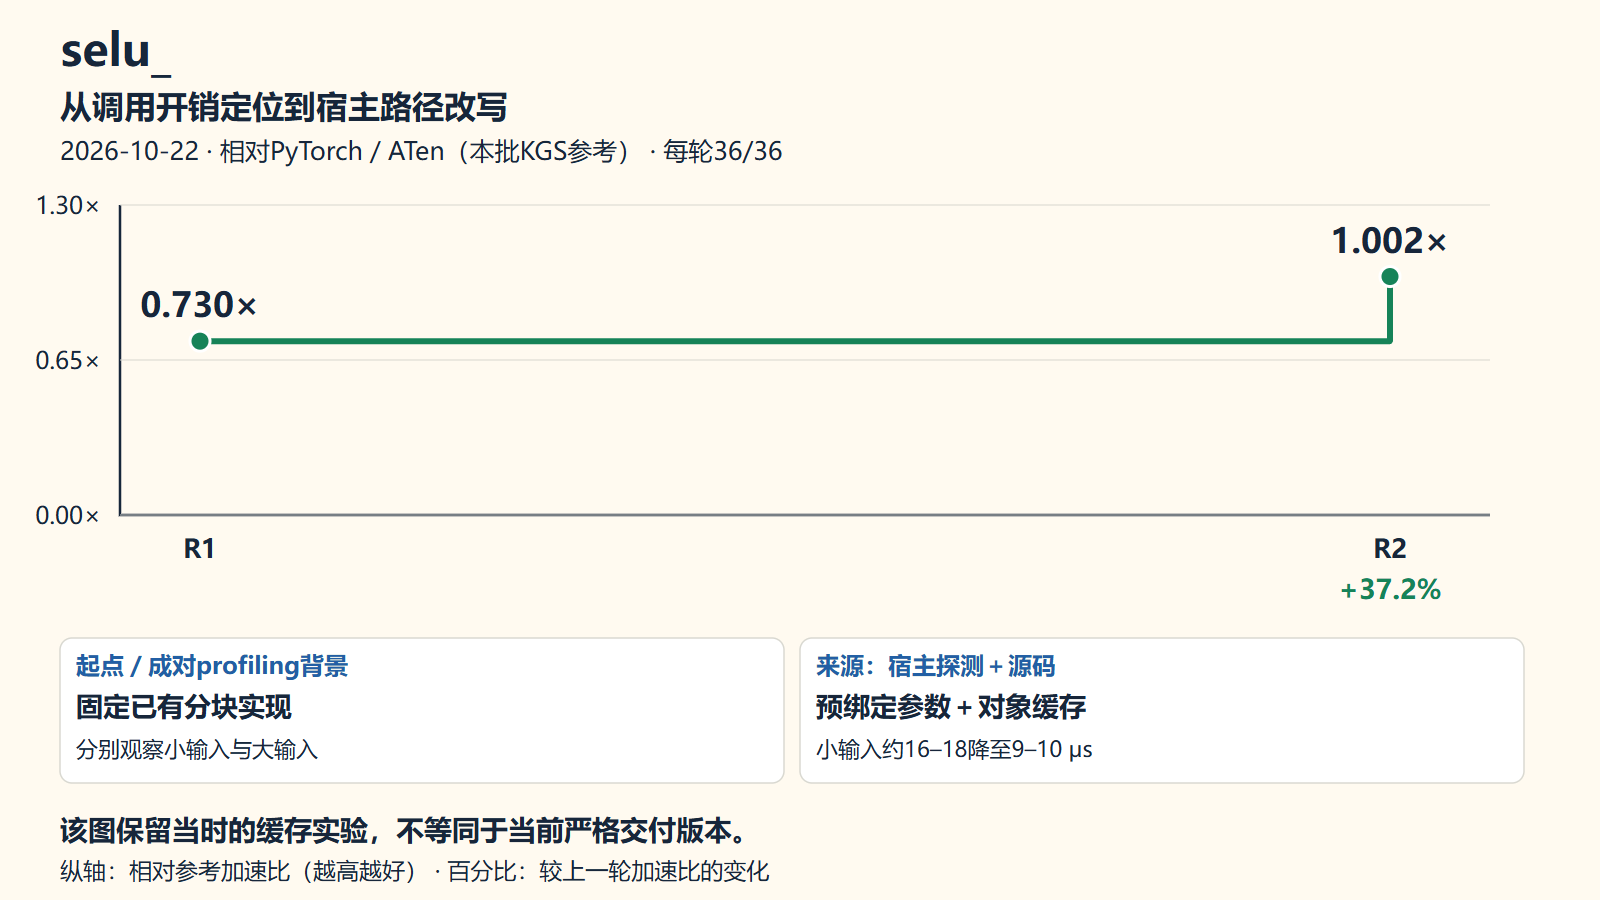 selu_
从调用开销定位到宿主路径改写
2026-10-22 · 相对PyTorch / ATen（本批KGS参考） · 每轮36/36
1.30×
1.002×
0.730×
0.65×
0.00×
R1
R2
+37.2%
起点 / 成对profiling背景
固定已有分块实现
分别观察小输入与大输入
来源：宿主探测 + 源码
预绑定参数 + 对象缓存
小输入约16–18降至9–10 μs
该图保留当时的缓存实验，不等同于当前严格交付版本。
纵轴：相对参考加速比（越高越好） · 百分比：较上一轮加速比的变化